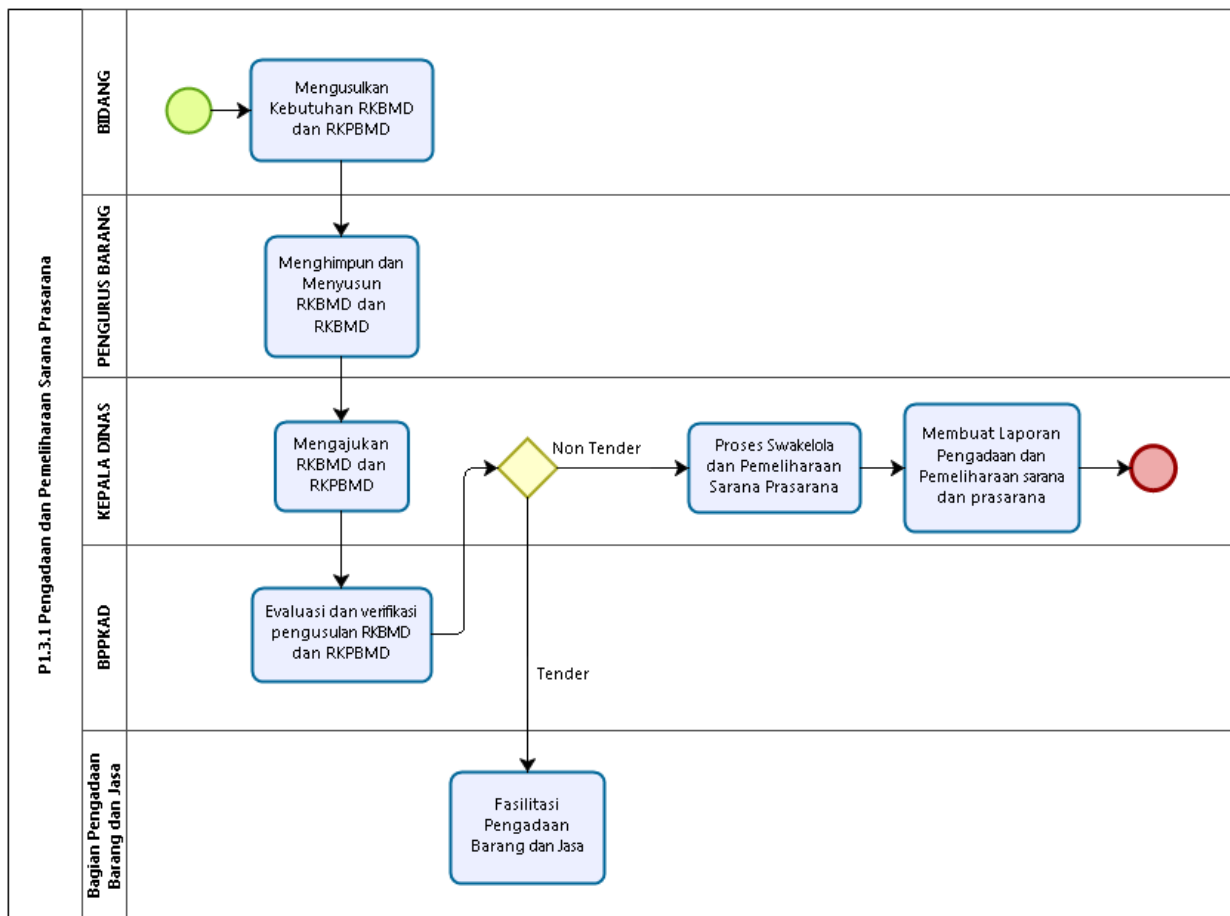 P1.3.1 Pengadaan dan Pemeliharaan Sarana Prasarana
BIDANG
Mengusulkan
Kebutuhan RKBMD
dan RKPBMD
PENGURUS BARANG
Menghimpun dan
Menyusun
RKBMD dan
RKBMD
KEPALA DINAS
Mengajukan
RKBMD dan
RKPBMD
Non Tender
Proses Swakelola
dan Pemeliharaan
Sarana Prasarana
Membuat Laporan
Pengadaan dan
Pemeliharaan sarana
dan prasarana
BPPKAD
Evaluasi dan verifikasi
pengusulan RKBMD
dan RKPBMD
Tender
Bagian Pengadaan
Barang dan Jasa
Fasilitasi
Pengadaan
Barang dan Jasa